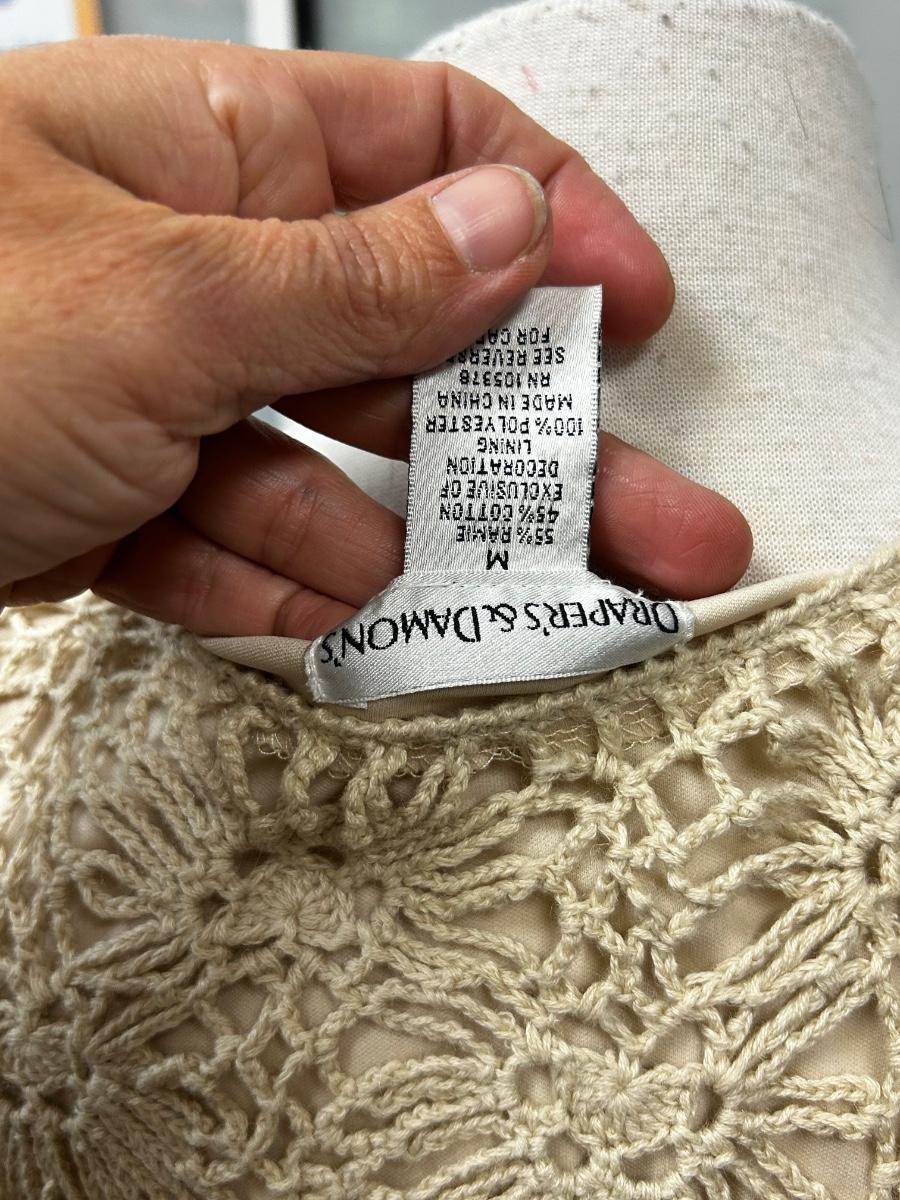 DRAPER'S & DAMON'S
M
55% RAMIE
45% COTTON
EXCLUSIVE OF
DECORATION
LINING
100% POLYESTER
MADE IN CHINA
RN 105378
SEE REVERSE
FOR